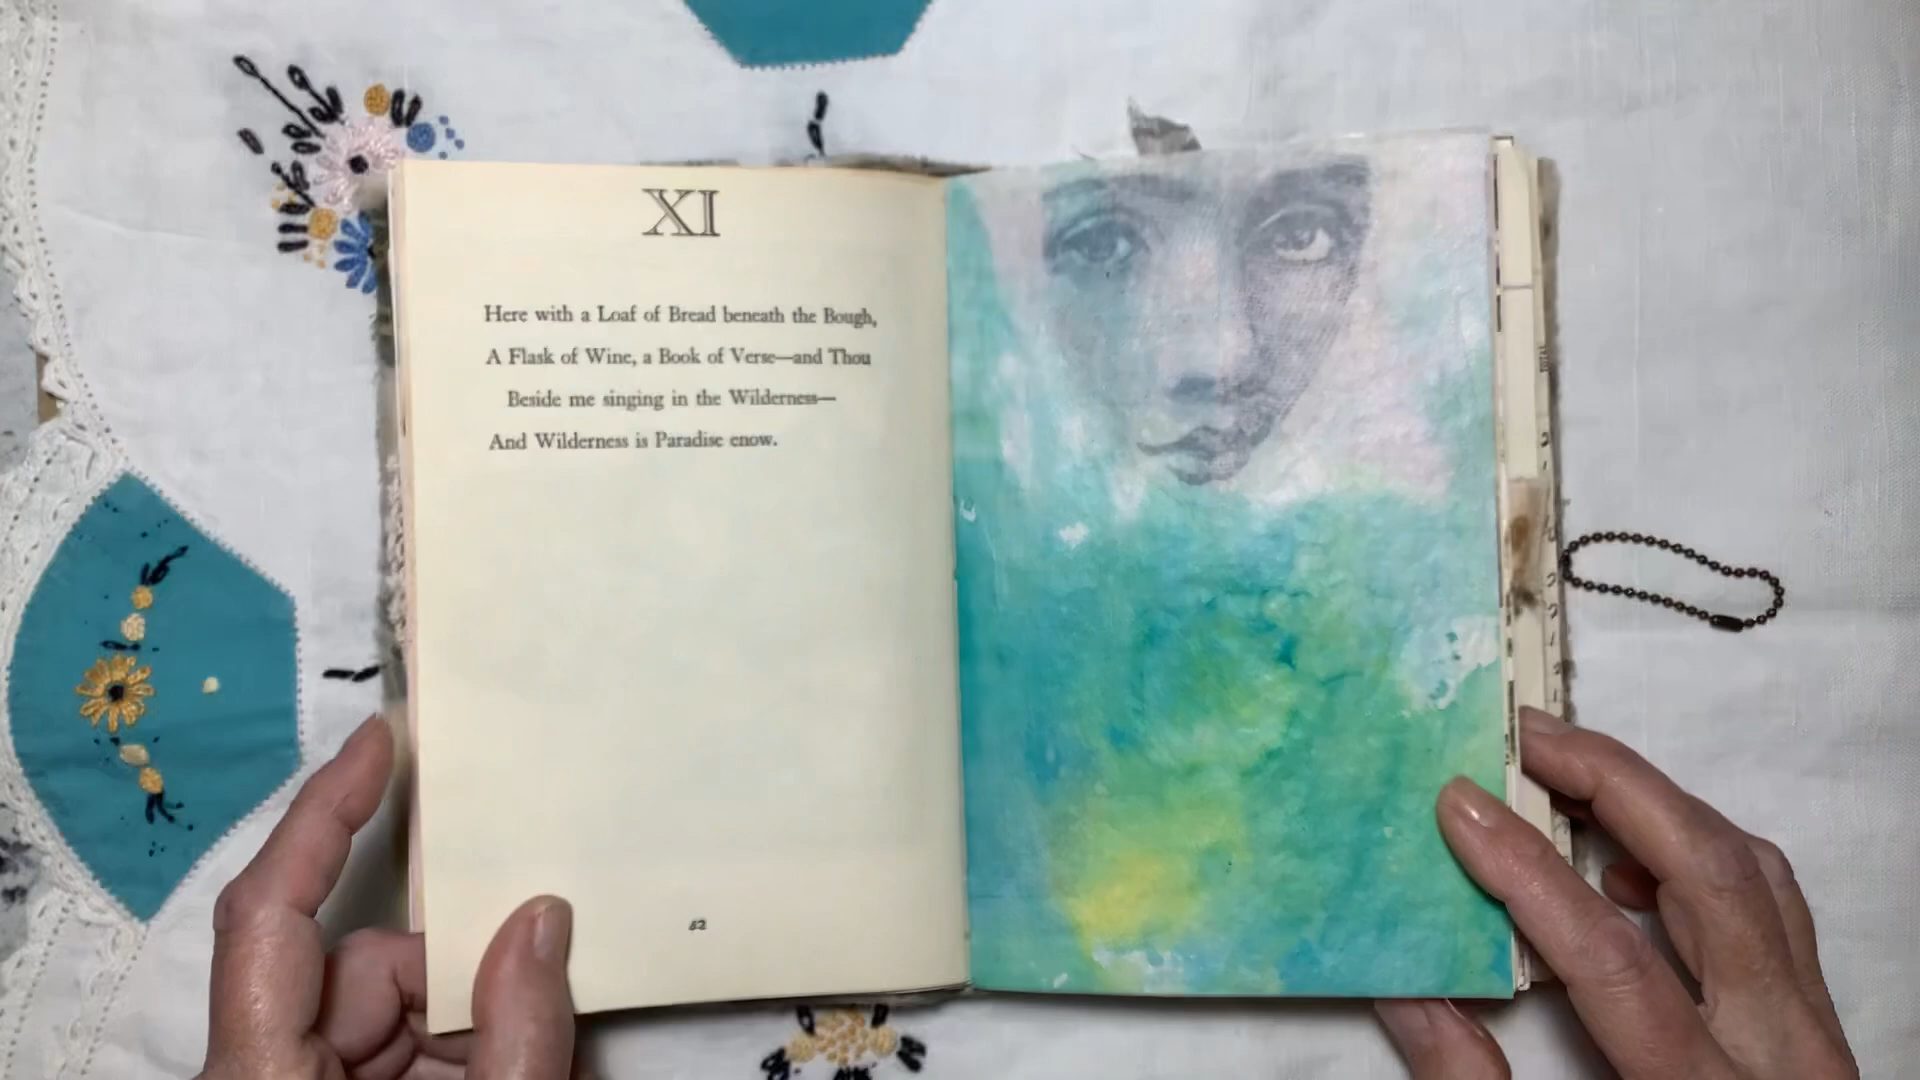 XI
Here with a Loaf of Bread beneath the Bough,
A Flask of Wine, a Book of Verse—and Thou
Beside me singing in the Wilderness—
And Wilderness is Paradise enow.
52